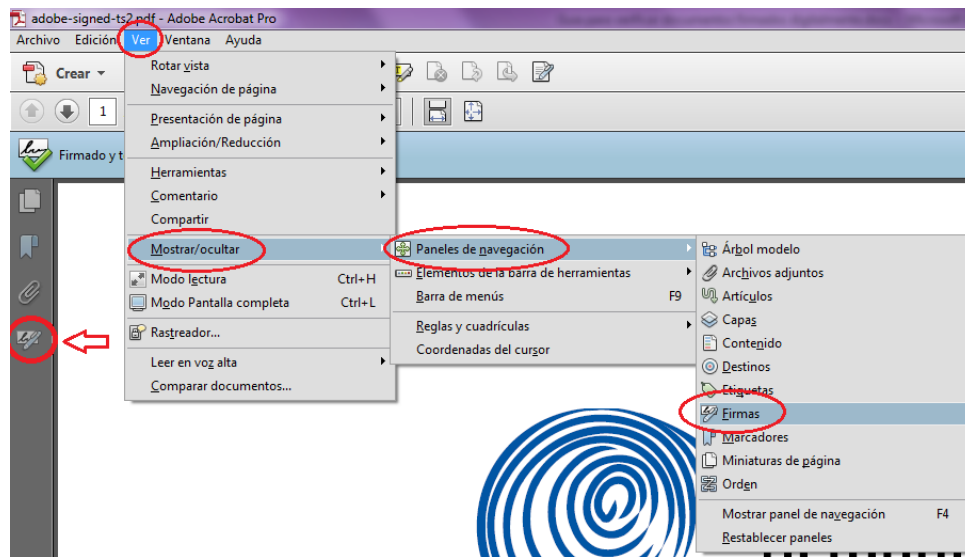 adobe-signed-ts2.pdf - Adobe Acrobat Pro
Archivo Edición Ver Ventana Ayuda
Crear
1
Firmado y t
Rotar vista
Navegación de página
Presentación de página
Ampliación/Reducción
Herramientas
Comentario
Compartir
Mostrar/ocultar
Modo lectura Ctrl+H
Modo Pantalla completa Ctrl+L
Rastreador...
Leer en voz alta
Comparar documentos...
Paneles de navegación
Elementos de la barra de herramientas
Barra de menús F9
Reglas y cuadrículas
Coordenadas del cursor
Árbol modelo
Archivos adjuntos
Artículos
Capas
Contenido
Destinos
Etiquetas
Firmas
Marcadores
Miniaturas de página
Orden
Mostrar panel de navegación F4
Restablecer paneles